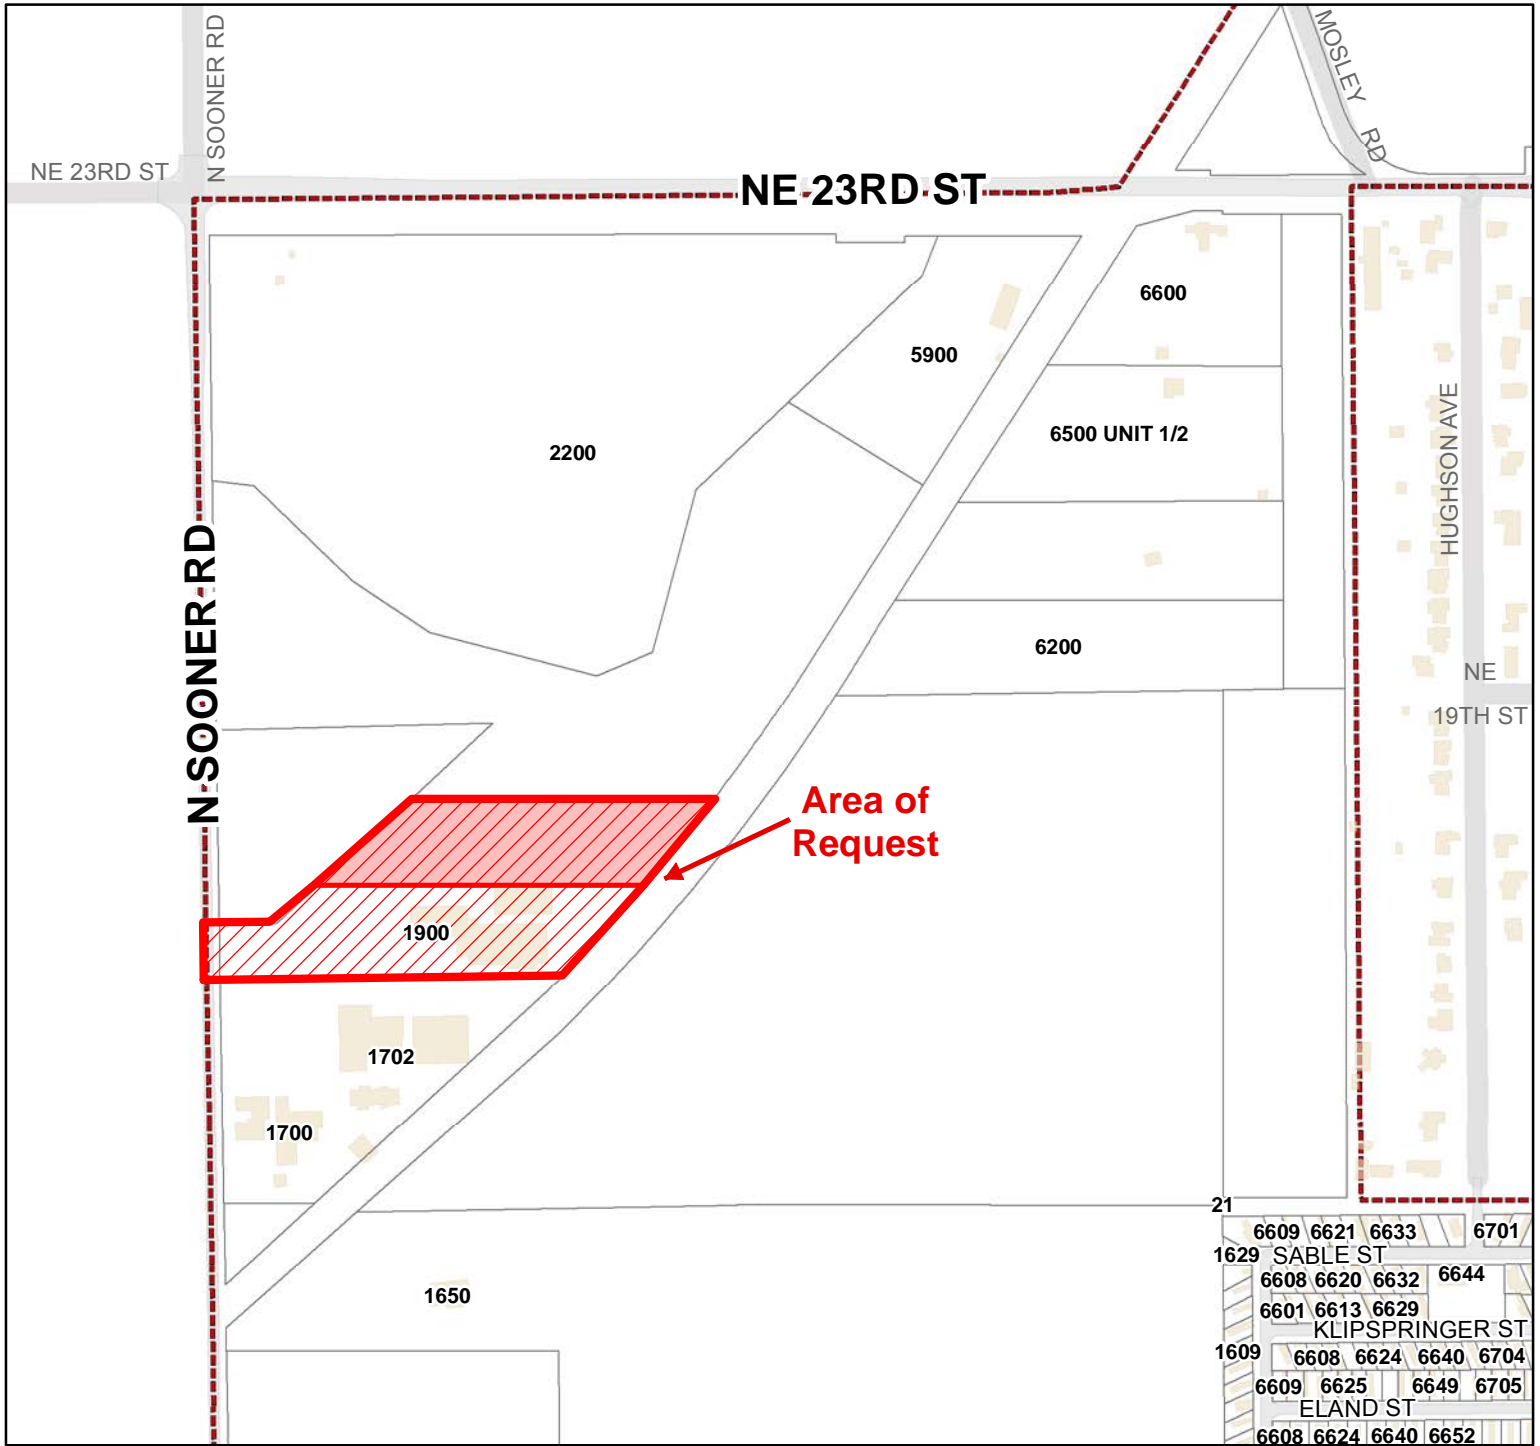 N SOONER RD
MOSLEY RD
NE 23RD ST
NE 23RD ST
6600
5900
6500 UNIT 1/2
2200
HUGHSON AVE
N SOONER RD
6200
NE
19TH ST
Area of
Request
1900
1702
1700
21
6609 6621 6633 6701
1629 SABLE ST
6608 6620 6632 6644
1650
6601 6613 6629
KLIPSPRINGER ST
1609 6608 6624 6640 6704
6609 6625 6649 6705
ELAND ST
6608 6624 6640 6652